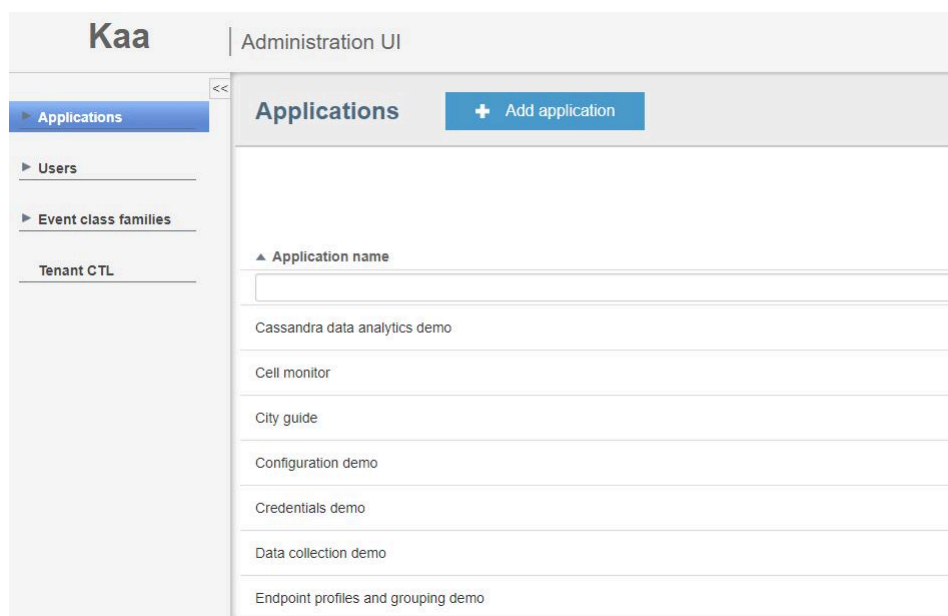 Kaa
Administration UI
<<
Applications
Users
Event class families
Tenant CTL
Applications
Add application
Application name
Cassandra data analytics demo
Cell monitor
City guide
Configuration demo
Credentials demo
Data collection demo
Endpoint profiles and grouping demo